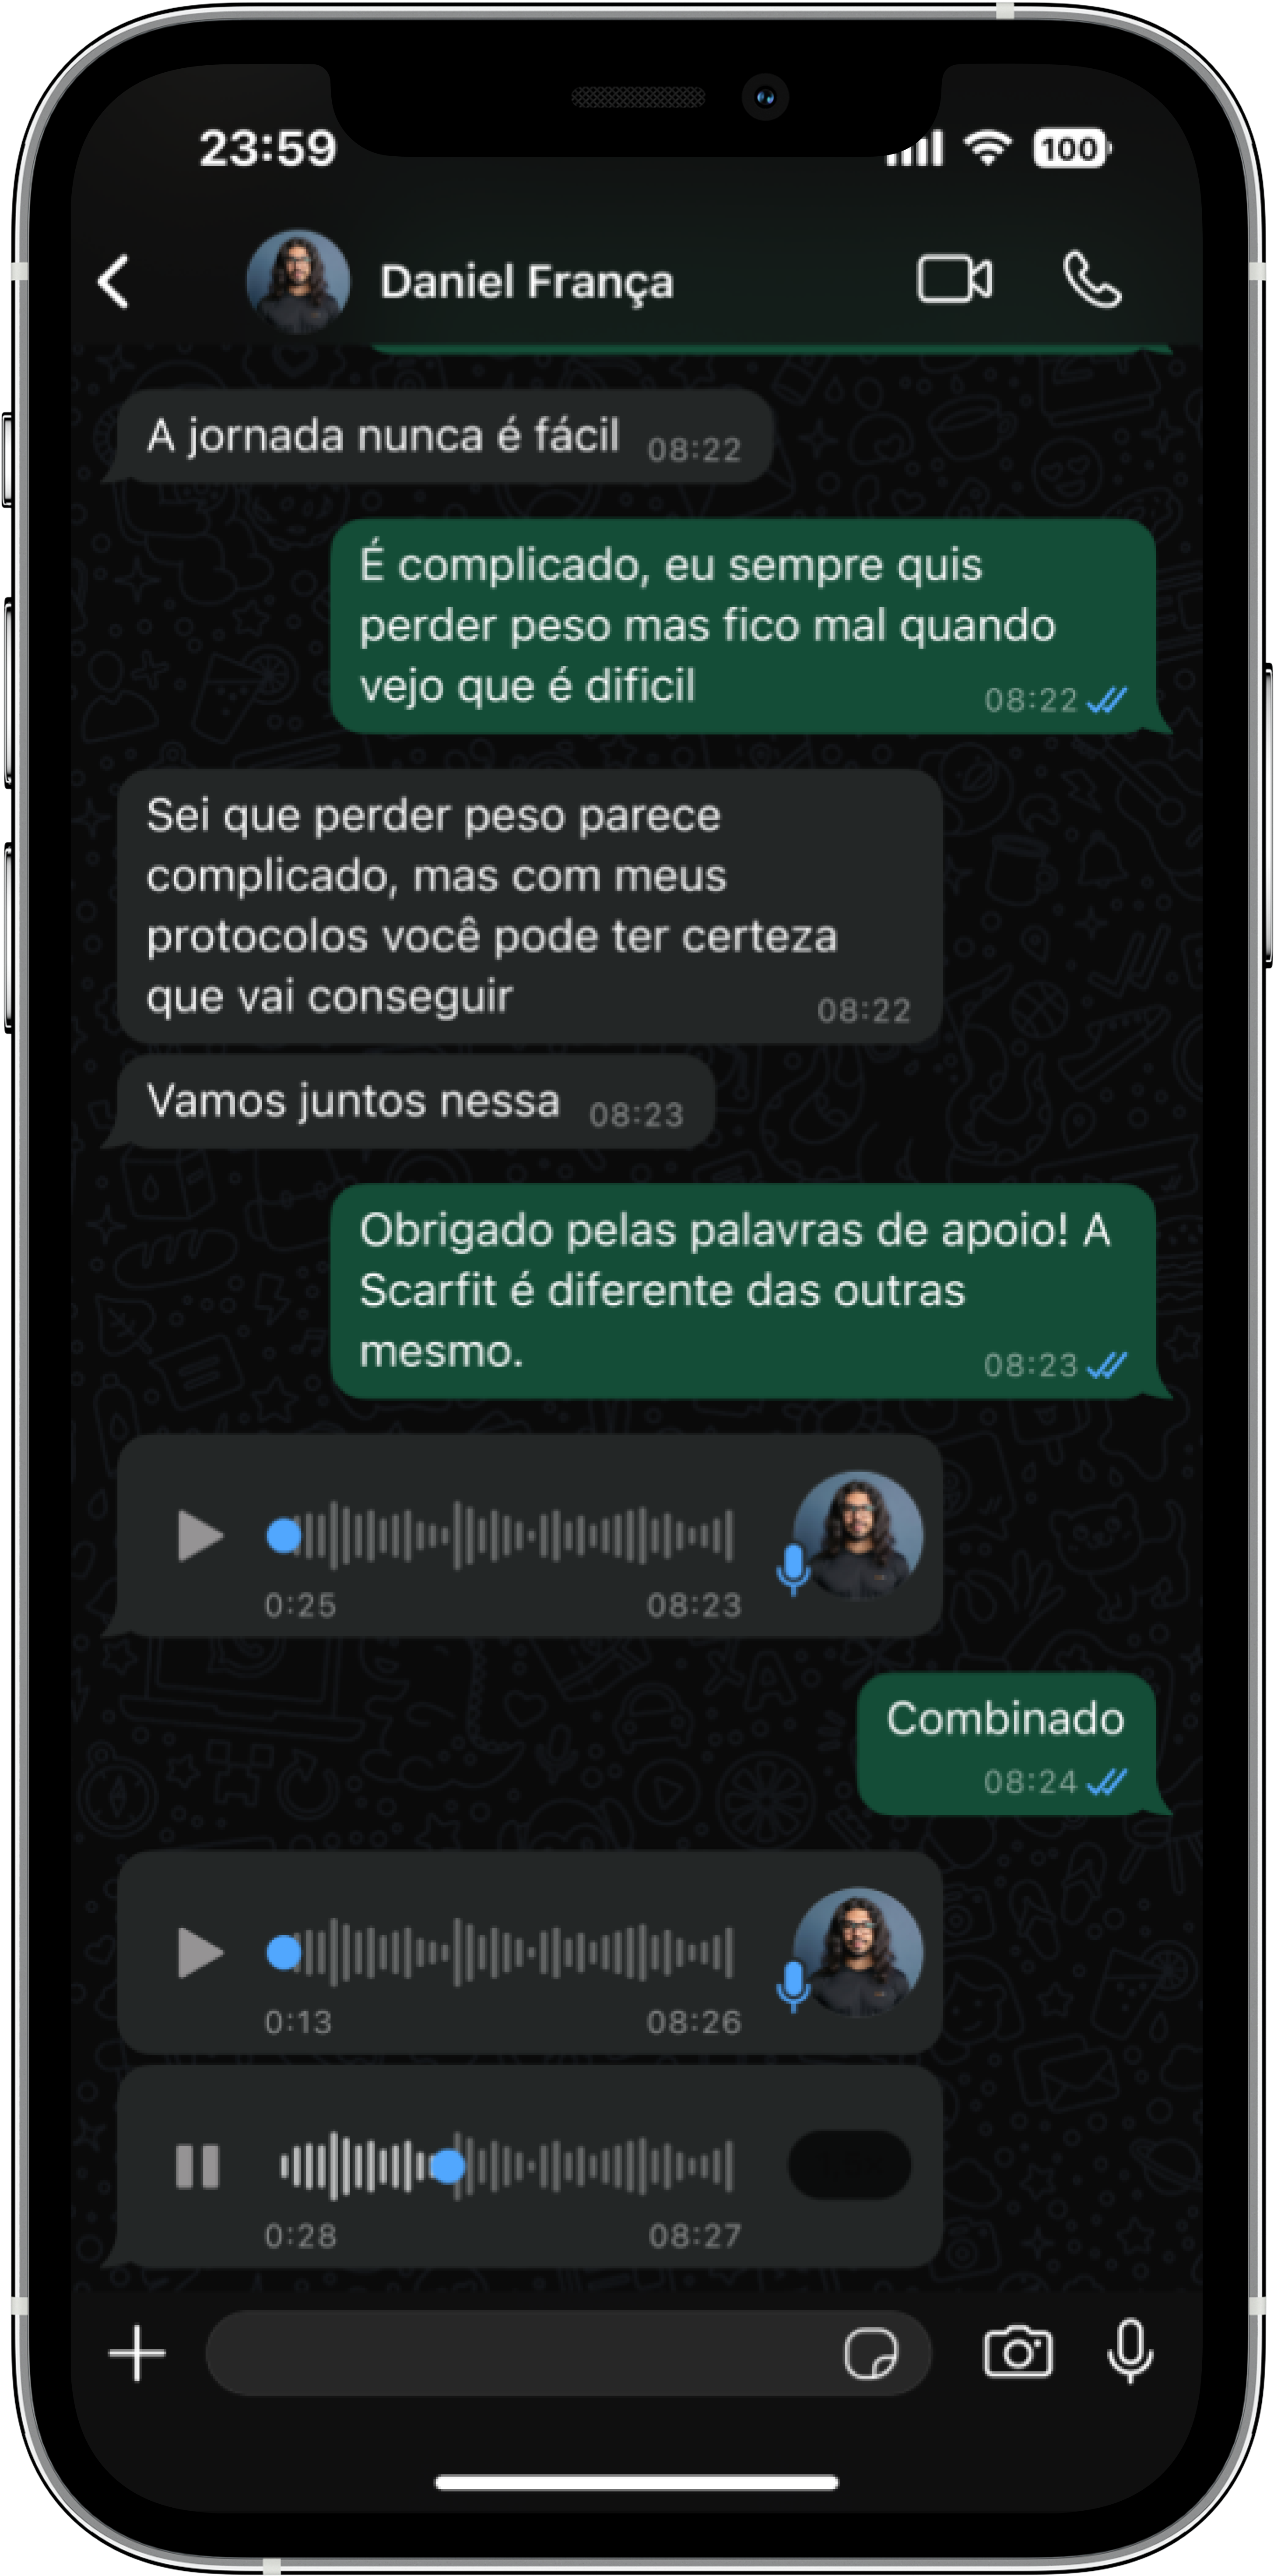 23:59
100
Daniel França
A jornada nunca é fácil 08:22
É complicado, eu sempre quis
perder peso mas fico mal quando
vejo que é dificil 08:22
Sei que perder peso parece
complicado, mas com meus
protocolos você pode ter certeza
que vai conseguir 08:22
Vamos juntos nessa 08:23
Obrigado pelas palavras de apoio! A
Scarfit é diferente das outras
mesmo. 08:23
0:25 08:23
Combinado
08:24
0:13 08:26
0:28 08:27